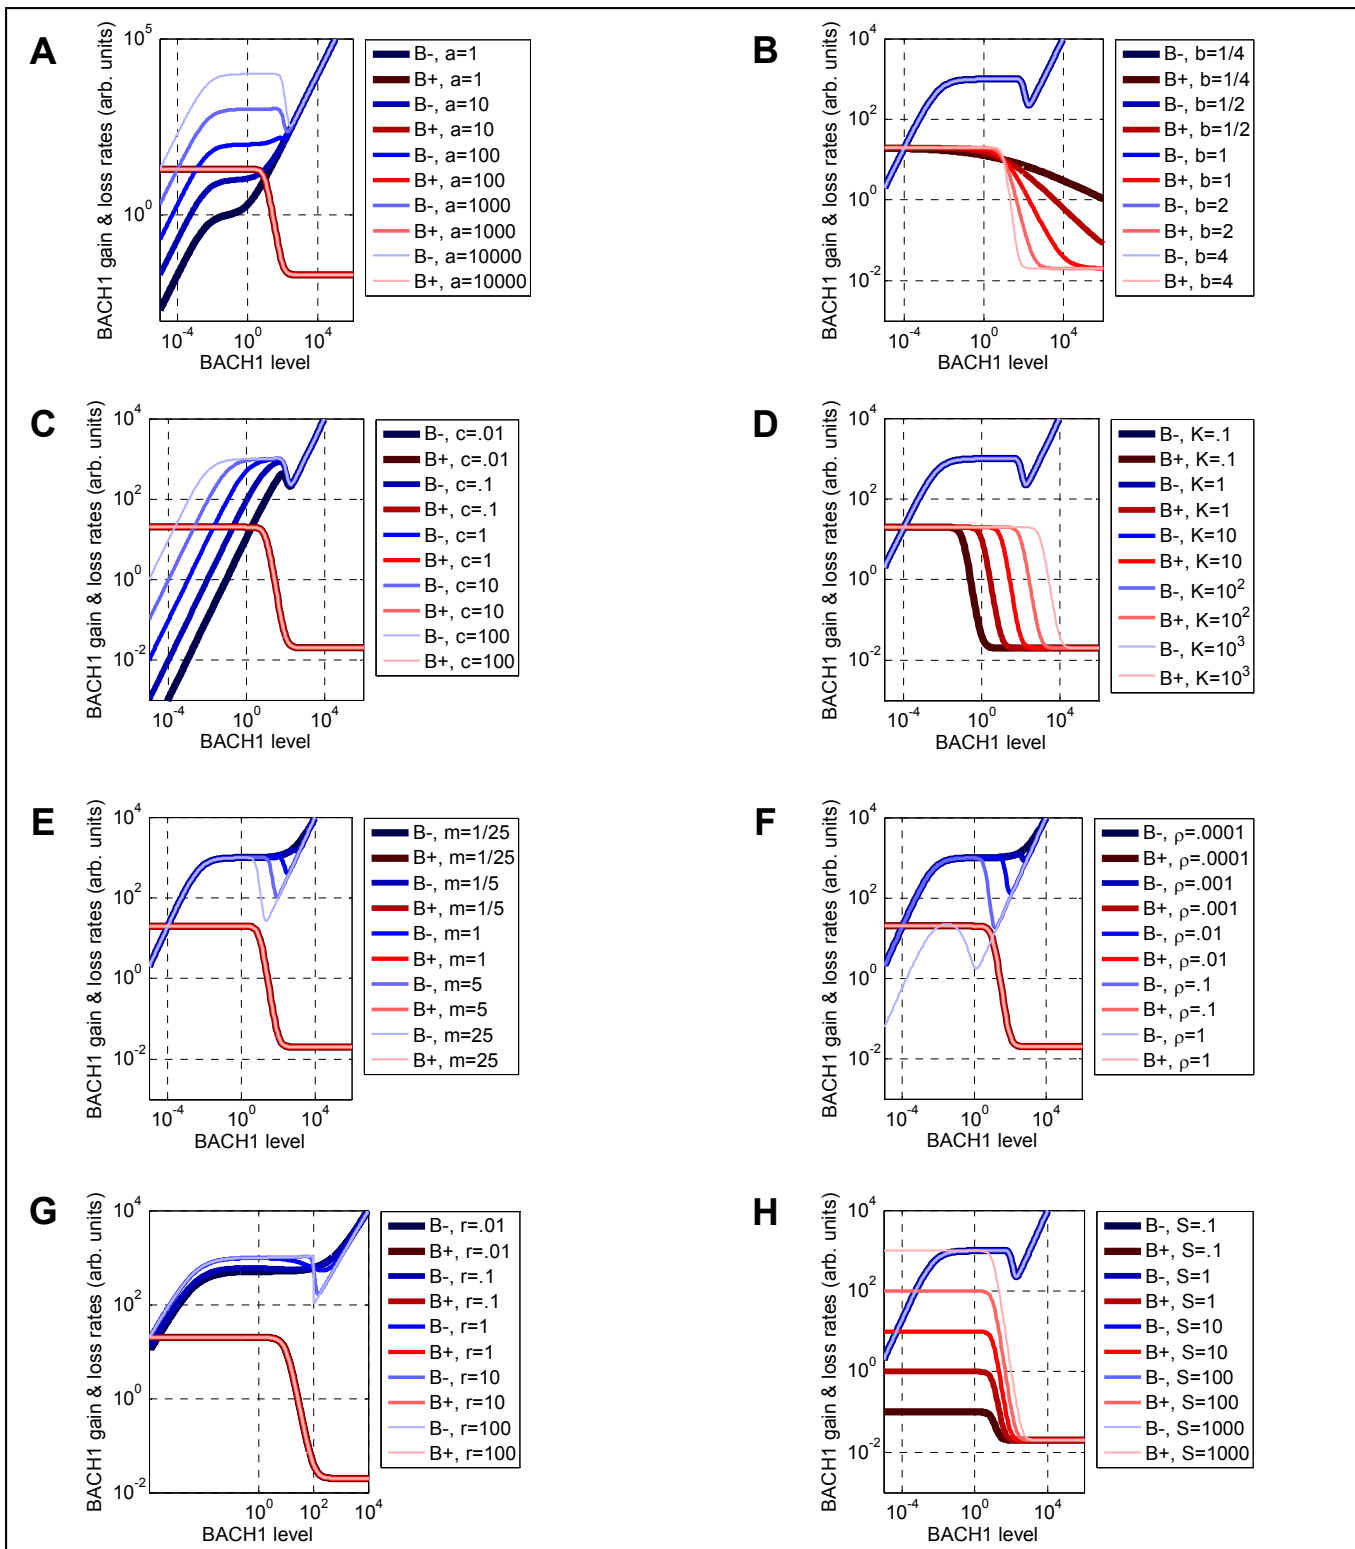 A
BACH1 gain & loss rates (arb. units)
10^5
10^0
10^-4 10^0 10^4
BACH1 level
B-, a=1
B+, a=1
B-, a=10
B+, a=10
B-, a=100
B+, a=100
B-, a=1000
B+, a=1000
B-, a=10000
B+, a=10000
B
BACH1 gain & loss rates (arb. units)
10^4
10^2
10^0
10^-2
10^-4 10^0 10^4
BACH1 level
B-, b=1/4
B+, b=1/4
B-, b=1/2
B+, b=1/2
B-, b=1
B+, b=1
B-, b=2
B+, b=2
B-, b=4
B+, b=4
C
BACH1 gain & loss rates (arb. units)
10^4
10^2
10^0
10^-2
10^-4 10^0 10^4
BACH1 level
B-, c=.01
B+, c=.01
B-, c=.1
B+, c=.1
B-, c=1
B+, c=1
B-, c=10
B+, c=10
B-, c=100
B+, c=100
D
BACH1 gain & loss rates (arb. units)
10^4
10^2
10^0
10^-2
10^-4 10^0 10^4
BACH1 level
B-, K=.1
B+, K=.1
B-, K=1
B+, K=1
B-, K=10
B+, K=10
B-, K=10^2
B+, K=10^2
B-, K=10^3
B+, K=10^3
E
BACH1 gain & loss rates (arb. units)
10^4
10^2
10^0
10^-2
10^-4 10^0 10^4
BACH1 level
B-, m=1/25
B+, m=1/25
B-, m=1/5
B+, m=1/5
B-, m=1
B+, m=1
B-, m=5
B+, m=5
B-, m=25
B+, m=25
F
BACH1 gain & loss rates (arb. units)
10^4
10^2
10^0
10^-2
10^-4 10^0 10^4
BACH1 level
B-, ρ=.0001
B+, ρ=.0001
B-, ρ=.001
B+, ρ=.001
B-, ρ=.01
B+, ρ=.01
B-, ρ=.1
B+, ρ=.1
B-, ρ=1
B+, ρ=1
G
BACH1 gain & loss rates (arb. units)
10^4
10^2
10^0
10^-2
10^0 10^2 10^4
BACH1 level
B-, r=.01
B+, r=.01
B-, r=.1
B+, r=.1
B-, r=1
B+, r=1
B-, r=10
B+, r=10
B-, r=100
B+, r=100
H
BACH1 gain & loss rates (arb. units)
10^4
10^2
10^0
10^-2
10^-4 10^0 10^4
BACH1 level
B-, S=.1
B+, S=.1
B-, S=1
B+, S=1
B-, S=10
B+, S=10
B-, S=100
B+, S=100
B-, S=1000
B+, S=1000